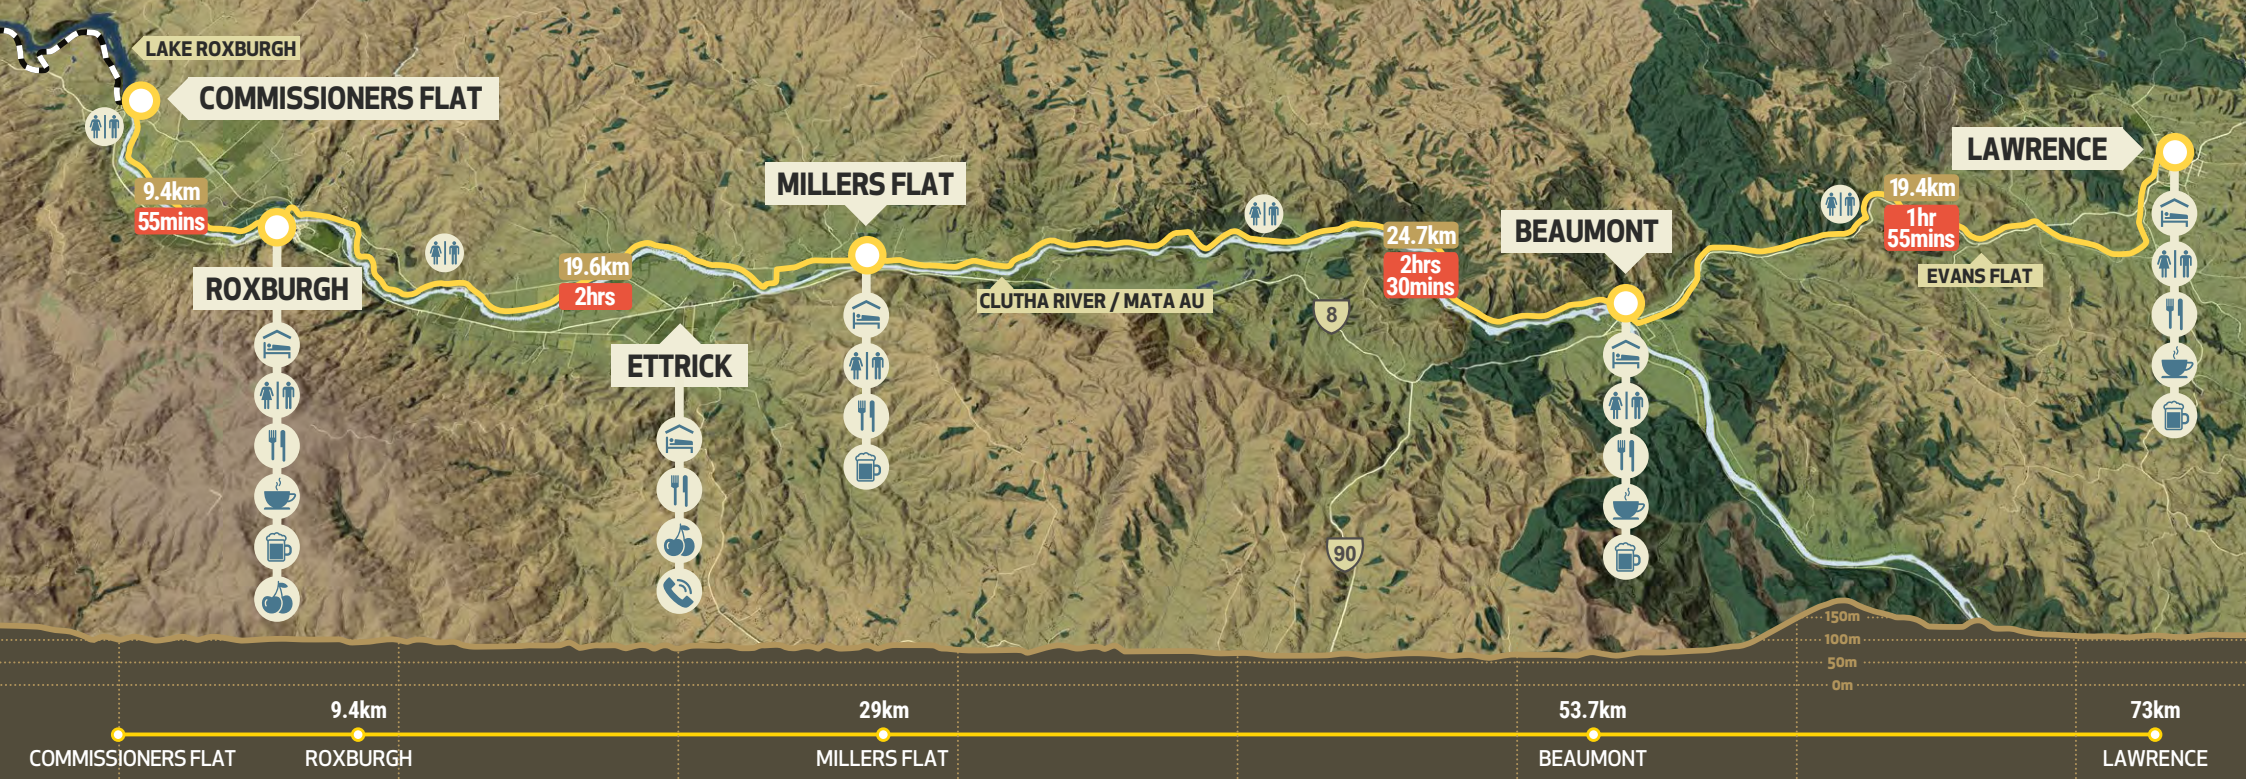 LAKE ROXBURGH
COMMISSIONERS FLAT
9.4km
55mins
ROXBURGH
19.6km
2hrs
ETTRICK
MILLERS FLAT
CLUTHA RIVER / MATA AU
8
90
24.7km
2hrs
30mins
BEAUMONT
19.4km
1hr
55mins
EVANS FLAT
LAWRENCE
150m
100m
50m
0m
9.4km
29km
53.7km
73km
COMMISSIONERS FLAT
ROXBURGH
MILLERS FLAT
BEAUMONT
LAWRENCE